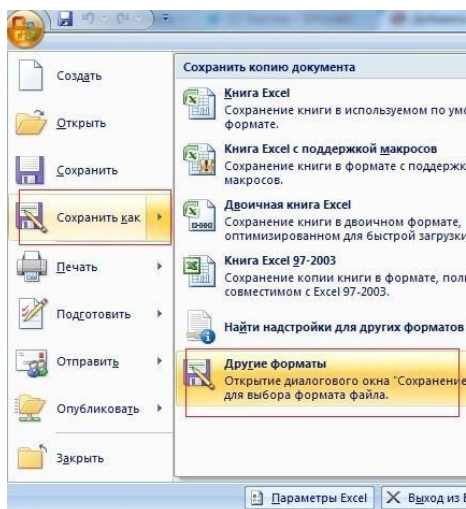 Создать
Открыть
Сохранить
Сохранить как
Печать
Подготовить
Отправить
Опубликовать
Закрыть
Сохранить копию документа
Книга Excel
Сохранение книги в используемом по
формате.
Книга Excel с поддержкой макросов
Сохранение книги в формате с
макросов.
Двоичная книга Excel
Сохранение книги в двоичном формате,
оптимизированном для быстрой загрузки
Книга Excel 97-2003
Сохранение копии книги в формате,
совместимом с Excel 97-2003.
Найти надстройки для других форматов
Другие форматы
Открытие диалогового окна "Сохранение
для выбора формата файла.
Параметры Excel
Выход из